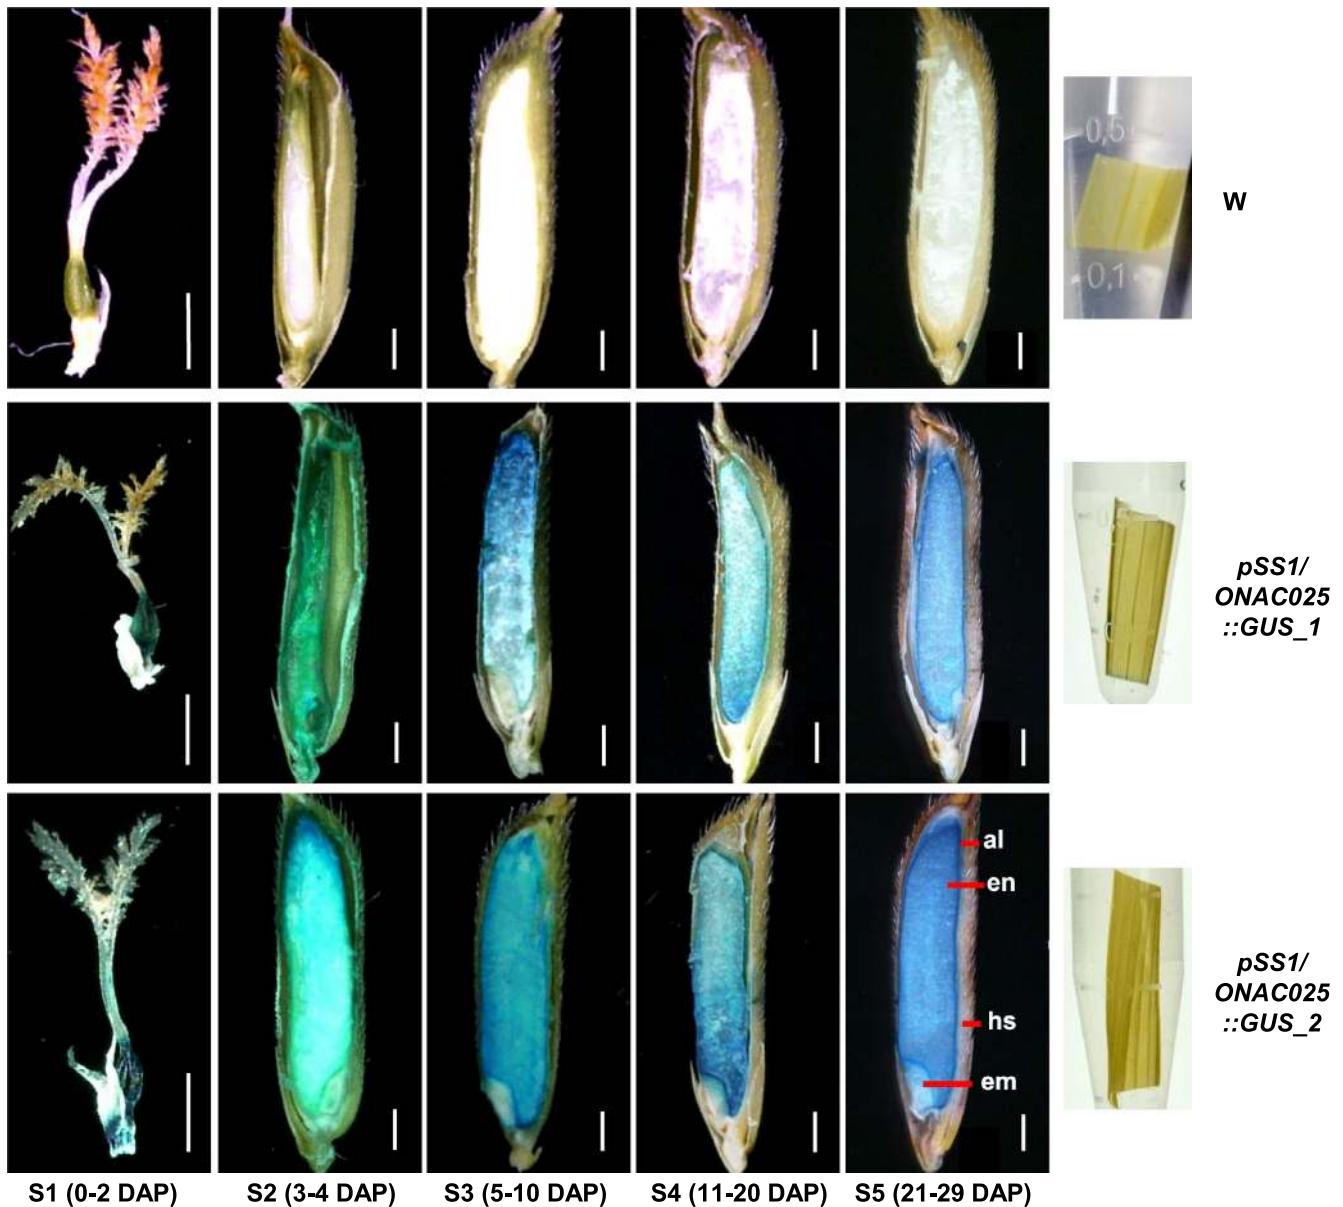 0,5
0,1
W
pSS1/
ONAC025
::GUS_1
al
en
hs
em
pSS1/
ONAC025
::GUS_2
S1 (0-2 DAP) S2 (3-4 DAP) S3 (5-10 DAP) S4 (11-20 DAP) S5 (21-29 DAP)